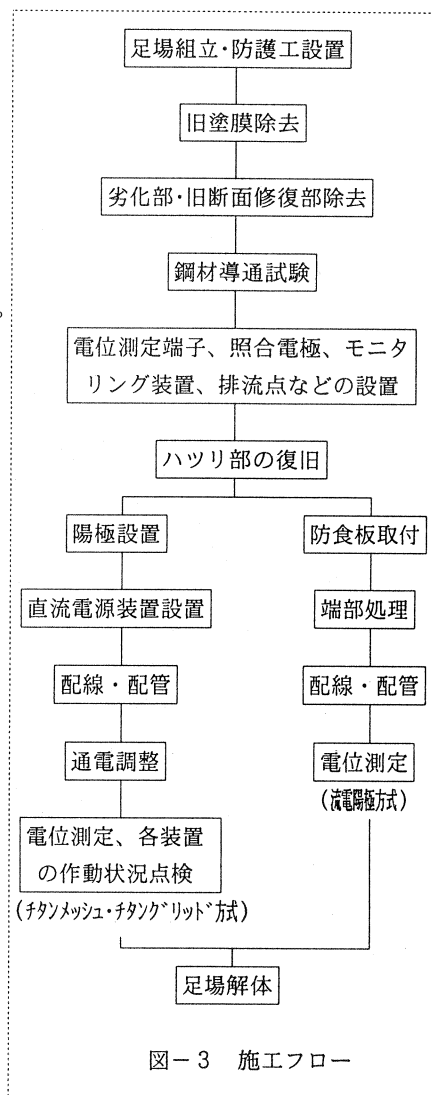 足場組立・防護工設置
旧塗膜除去
劣化部・旧断面修復部除去
鋼材導通試験
電位測定端子、照合電極、モニタ
リング装置、排流点などの設置
ハツリ部の復旧
陽極設置
直流電源装置設置
配線・配管
通電調整
電位測定、各装置
の作動状況点検
(チタンメッシュ・チタングリッド方式)
防食板取付
端部処理
配線・配管
電位測定
(流電陽極方式)
足場解体
図－3　施工フロー